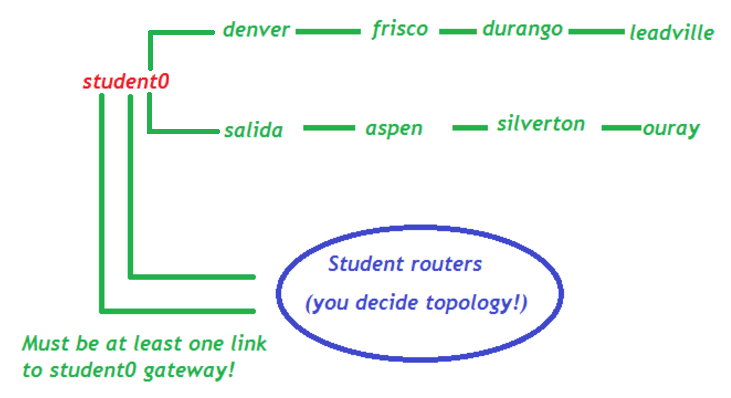 denver frisco durango leadville
student0
salida aspen silverton ouray
Student routers
(you decide topology!)
Must be at least one link
to student0 gateway!